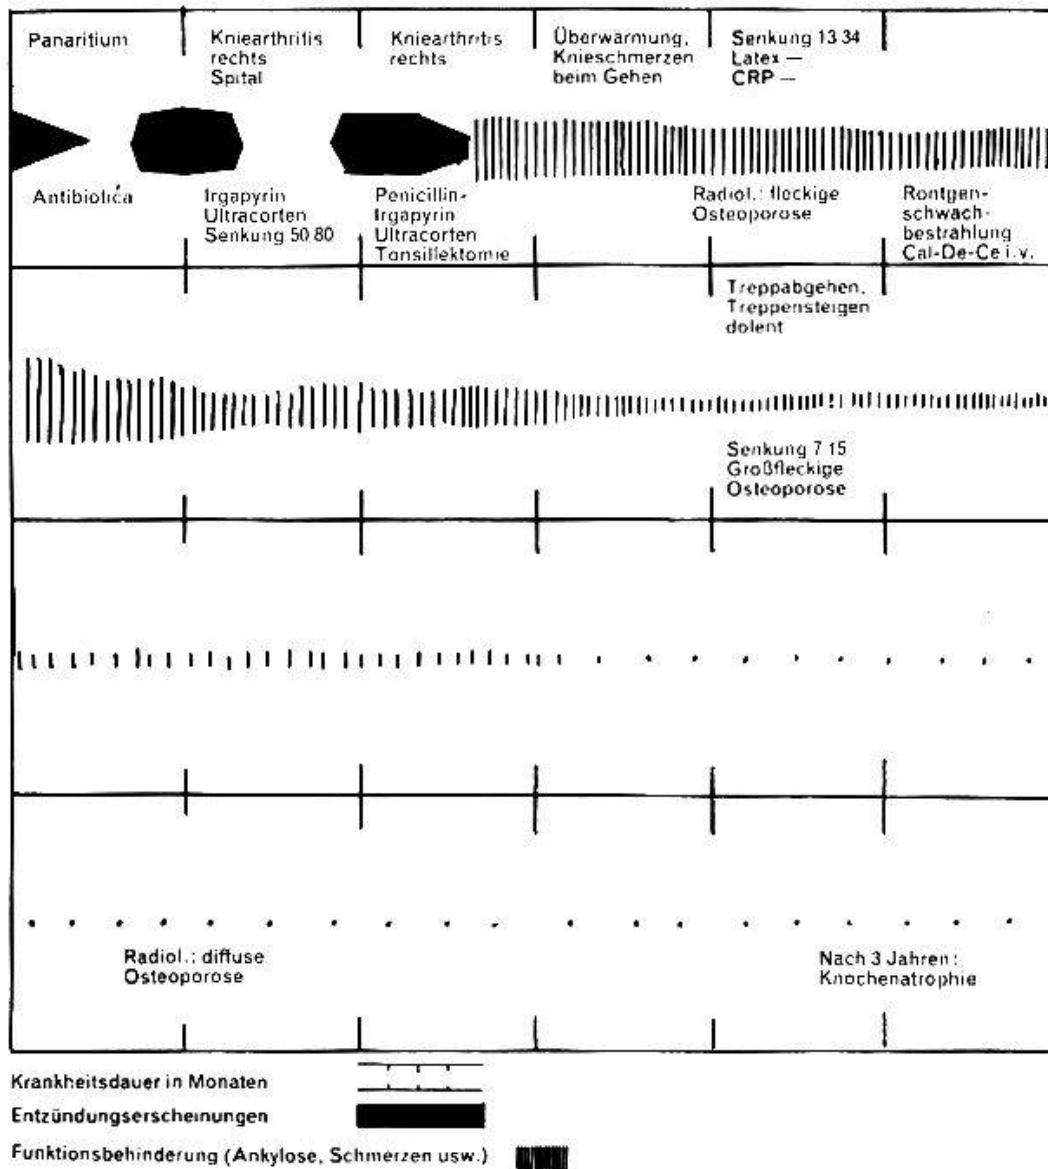 Panaritium
Kniearthritis
rechts
Spital
Kniearthritis
rechts
Überwärmung,
Knieschmerzen
beim Gehen
Senkung 13 34
Latex —
CRP —
Antibiotica
Irgapyrin
Ultracorten
Senkung 50 80
Penicillin-
Irgapyrin
Ultracorten
Tonsillektomie
Radiol.: fleckige
Osteoporose
Rontgen-
schwach-
bestrahlung
Cal-De-Ce i.v.
Treppabgehen,
Treppensteigen
dolent
Senkung 7 15
Großfleckige
Osteoporose
Radiol.: diffuse
Osteoporose
Nach 3 Jahren:
Knochenatrophie
Krankheitsdauer in Monaten
Entzündungserscheinungen
Funktionsbehinderung (Ankylose, Schmerzen usw.)